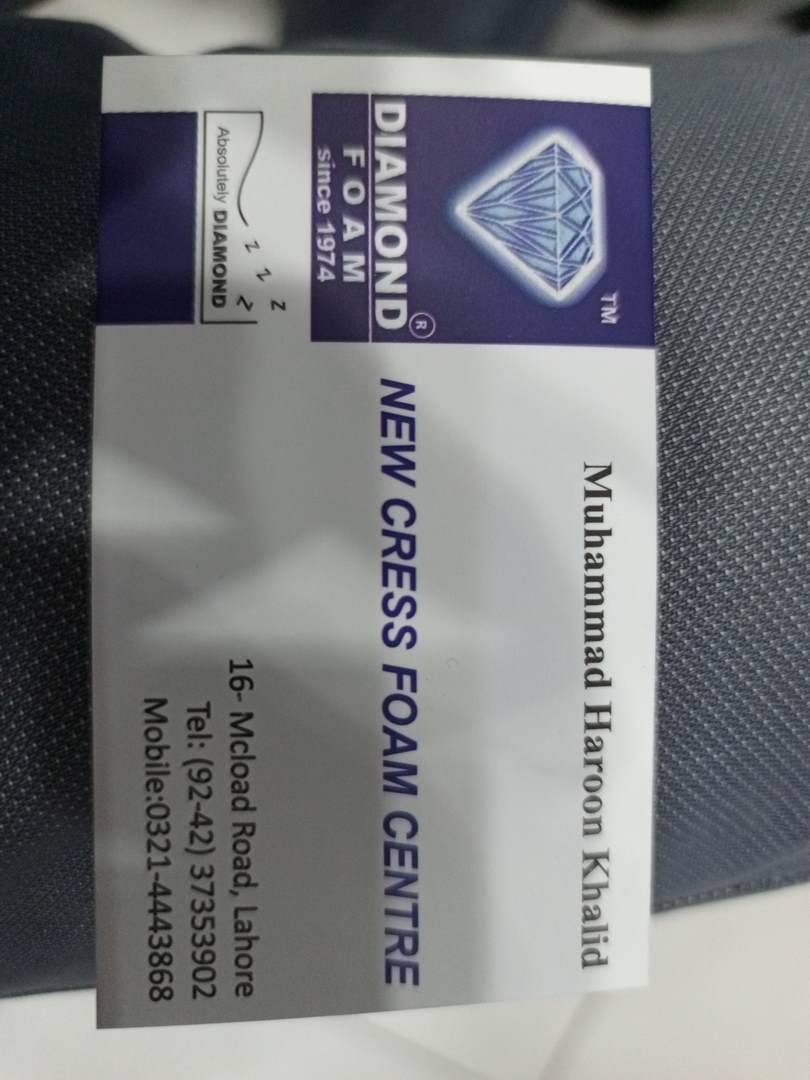 TM
DIAMOND®
FOAM
since 1974
z z z z
Absolutely DIAMOND
Muhammad Haroon Khalid
NEW CRESS FOAM CENTRE
16- Mcload Road, Lahore
Tel: (92-42) 37353902
Mobile:0321-4443868